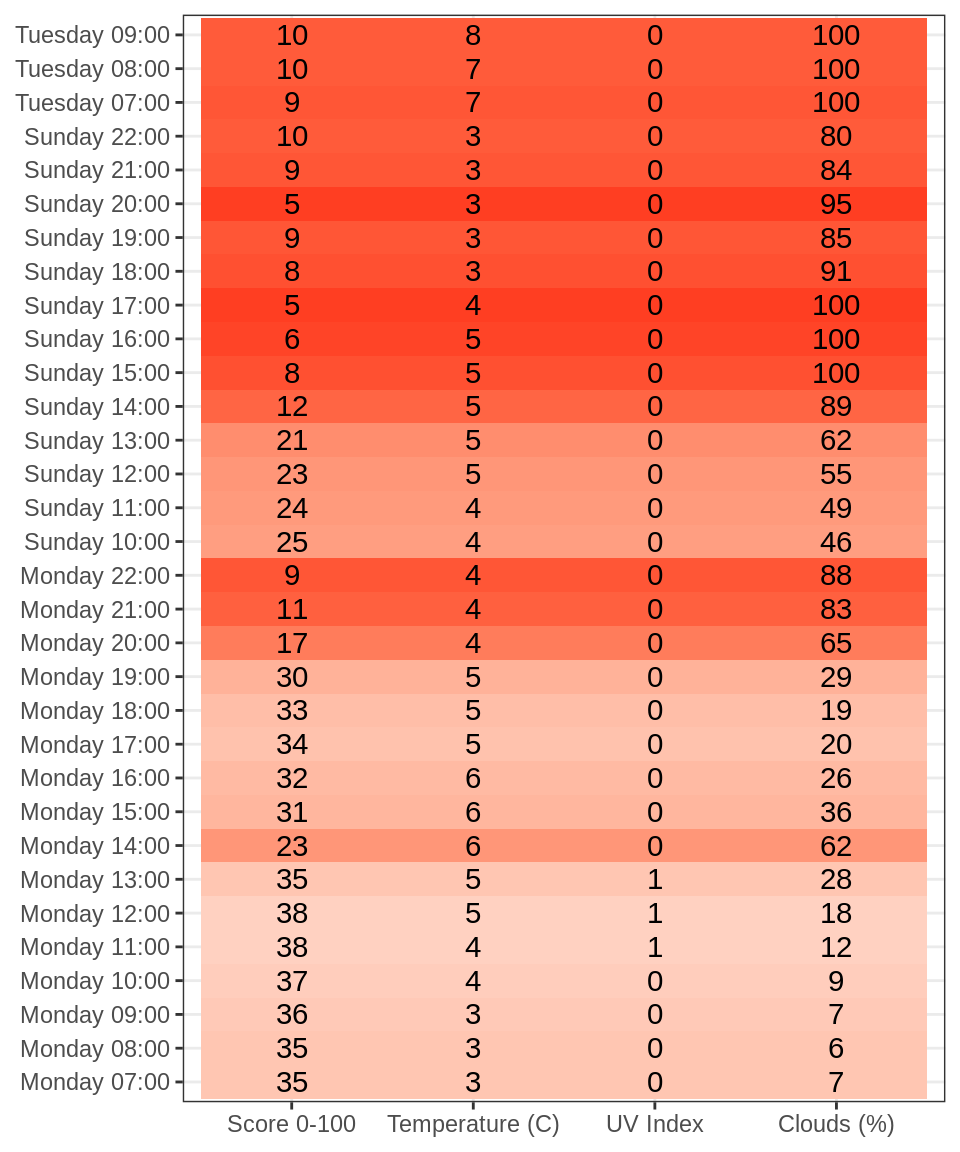 Tuesday 09:00 10 8 0 100
Tuesday 08:00 10 7 0 100
Tuesday 07:00 9 7 0 100
Sunday 22:00 10 3 0 80
Sunday 21:00 9 3 0 84
Sunday 20:00 5 3 0 95
Sunday 19:00 9 3 0 85
Sunday 18:00 8 3 0 91
Sunday 17:00 5 4 0 100
Sunday 16:00 6 5 0 100
Sunday 15:00 8 5 0 100
Sunday 14:00 12 5 0 89
Sunday 13:00 21 5 0 62
Sunday 12:00 23 5 0 55
Sunday 11:00 24 4 0 49
Sunday 10:00 25 4 0 46
Monday 22:00 9 4 0 88
Monday 21:00 11 4 0 83
Monday 20:00 17 4 0 65
Monday 19:00 30 5 0 29
Monday 18:00 33 5 0 19
Monday 17:00 34 5 0 20
Monday 16:00 32 6 0 26
Monday 15:00 31 6 0 36
Monday 14:00 23 6 0 62
Monday 13:00 35 5 1 28
Monday 12:00 38 5 1 18
Monday 11:00 38 4 1 12
Monday 10:00 37 4 0 9
Monday 09:00 36 3 0 7
Monday 08:00 35 3 0 6
Monday 07:00 35 3 0 7
Score 0-100 Temperature (C) UV Index Clouds (%)